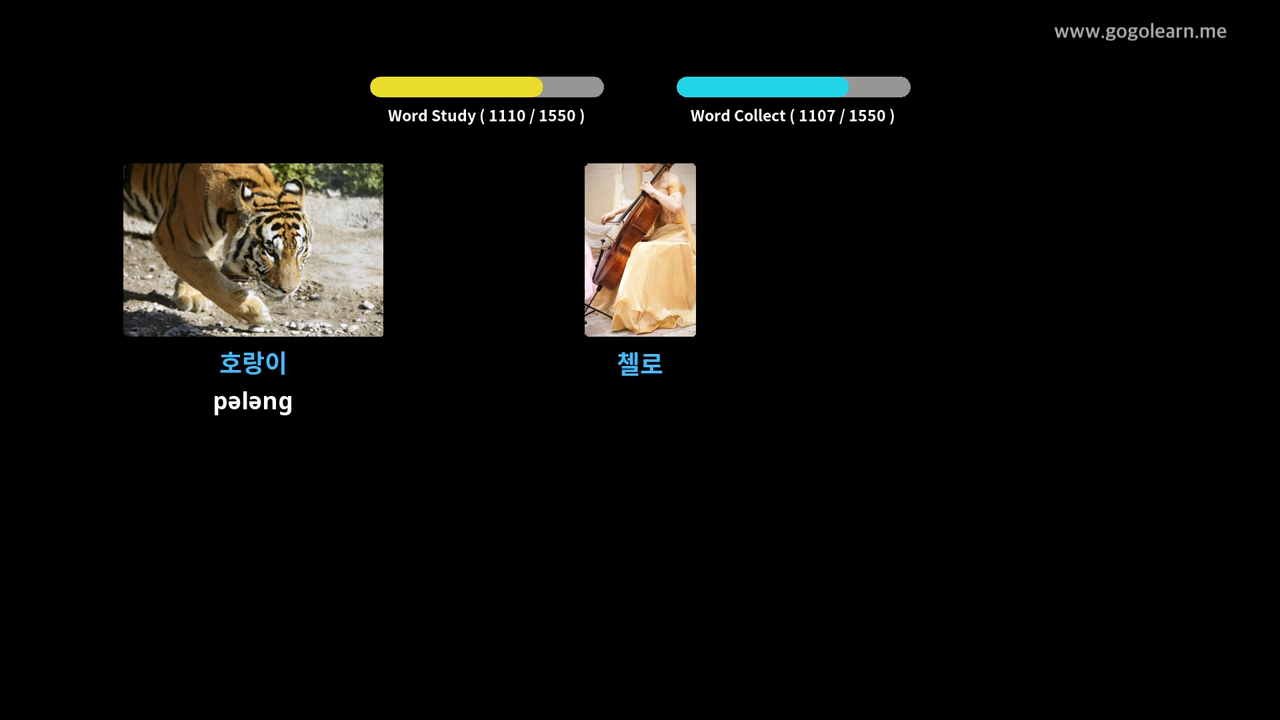 www.gogolearn.me
Word Study ( 1110 / 1550 )
Word Collect ( 1107 / 1550 )
호랑이
첼로
pələng